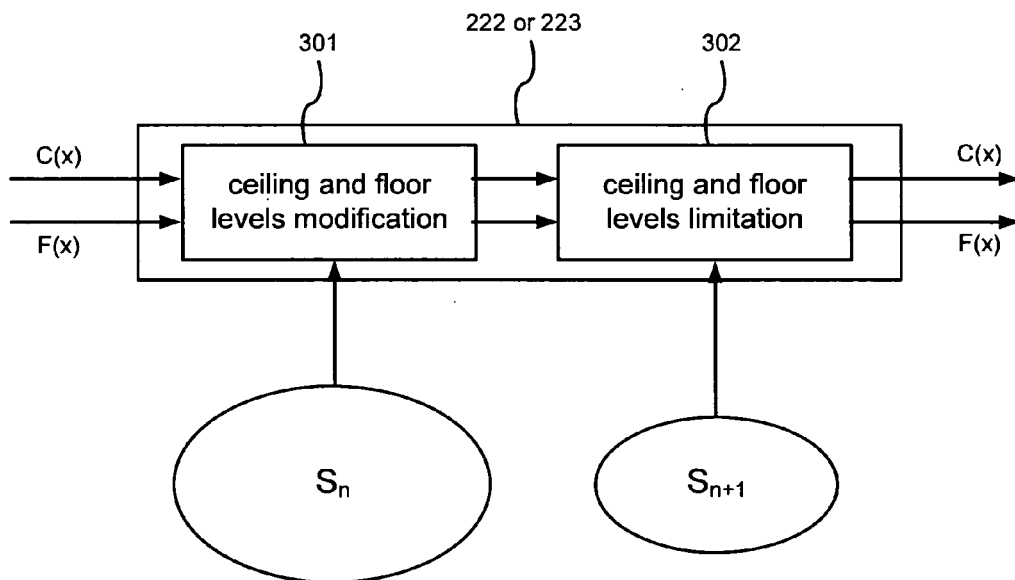 222 or 223
301
302
C(x)
F(x)
ceiling and floor
levels modification
ceiling and floor
levels limitation
C(x)
F(x)
Sn
Sn+1